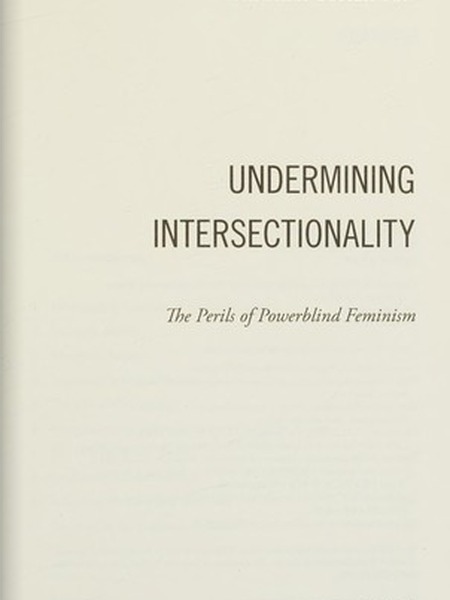 UNDERMINING
INTERSECTIONALITY
The Perils of Powerblind Feminism